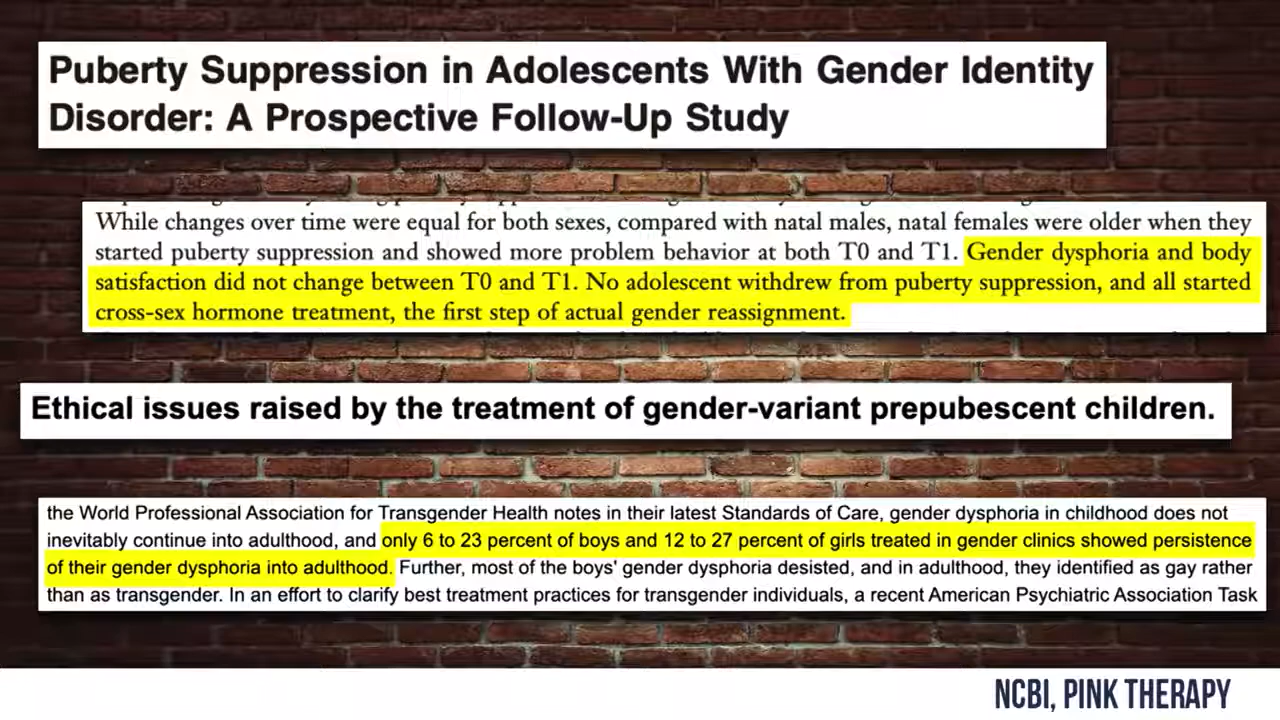 Puberty Suppression in Adolescents With Gender Identity
Disorder: A Prospective Follow-Up Study
While changes over time were equal for both sexes, compared with natal males, natal females were older when they
started puberty suppression and showed more problem behavior at both T0 and T1. Gender dysphoria and body
satisfaction did not change between T0 and T1. No adolescent withdrew from puberty suppression, and all started
cross-sex hormone treatment, the first step of actual gender reassignment.
Ethical issues raised by the treatment of gender-variant prepubescent children.
the World Professional Association for Transgender Health notes in their latest Standards of Care, gender dysphoria in childhood does not
inevitably continue into adulthood, and only 6 to 23 percent of boys and 12 to 27 percent of girls treated in gender clinics showed persistence
of their gender dysphoria into adulthood. Further, most of the boys' gender dysphoria desisted, and in adulthood, they identified as gay rather
than as transgender. In an effort to clarify best treatment practices for transgender individuals, a recent American Psychiatric Association Task
NCBI, PINK THERAPY